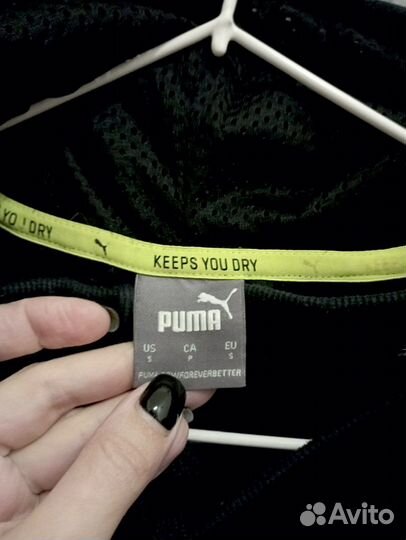 YOU DRY
KEEPS YOU DRY
PUMA
US CA EU
S P S
PUMA.COM/FOREVERBETTER
Avito